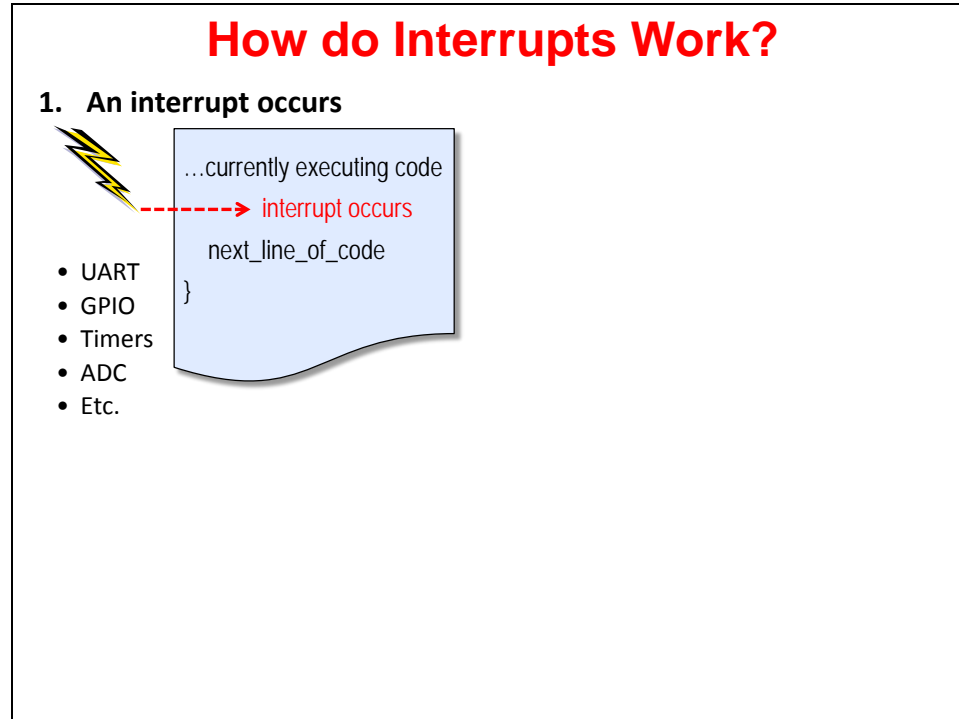 How do Interrupts Work?
1. An interrupt occurs
…currently executing code
interrupt occurs
next_line_of_code
}
• UART
• GPIO
• Timers
• ADC
• Etc.